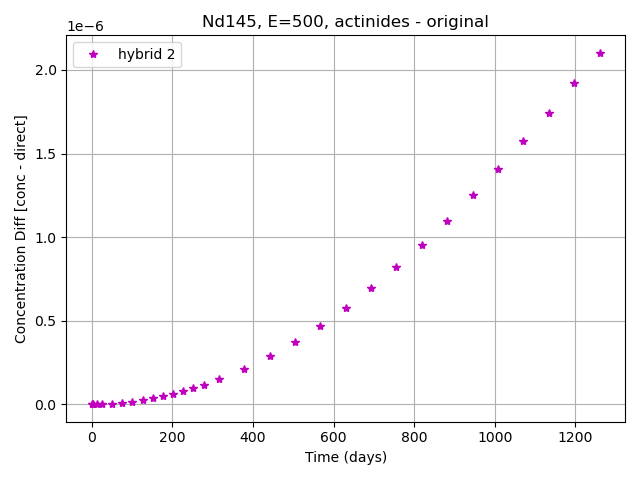 Nd145, E=500, actinides - original
1e−6
hybrid 2
Concentration Diff [conc - direct]
2.0
1.5
1.0
0.5
0.0
0 200 400 600 800 1000 1200
Time (days)